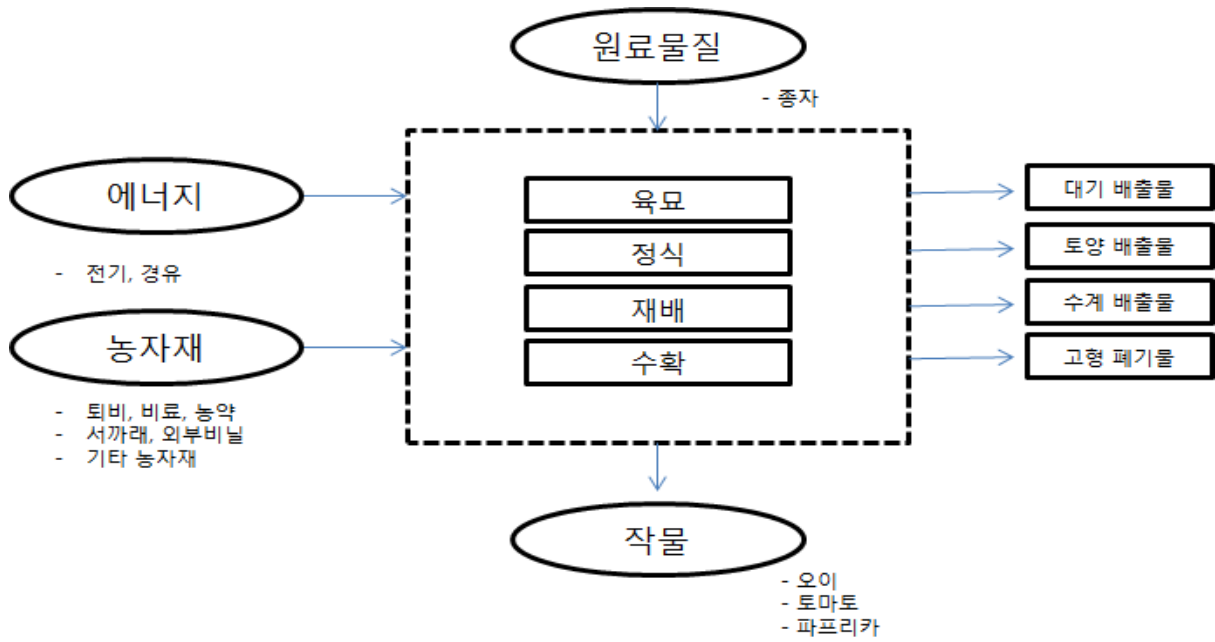 원료물질
- 종자
에너지
- 전기, 경유
농자재
- 퇴비, 비료, 농약
- 서까래, 외부비닐
- 기타 농자재
육묘
정식
재배
수확
대기 배출물
토양 배출물
수계 배출물
고형 폐기물
작물
- 오이
- 토마토
- 파프리카